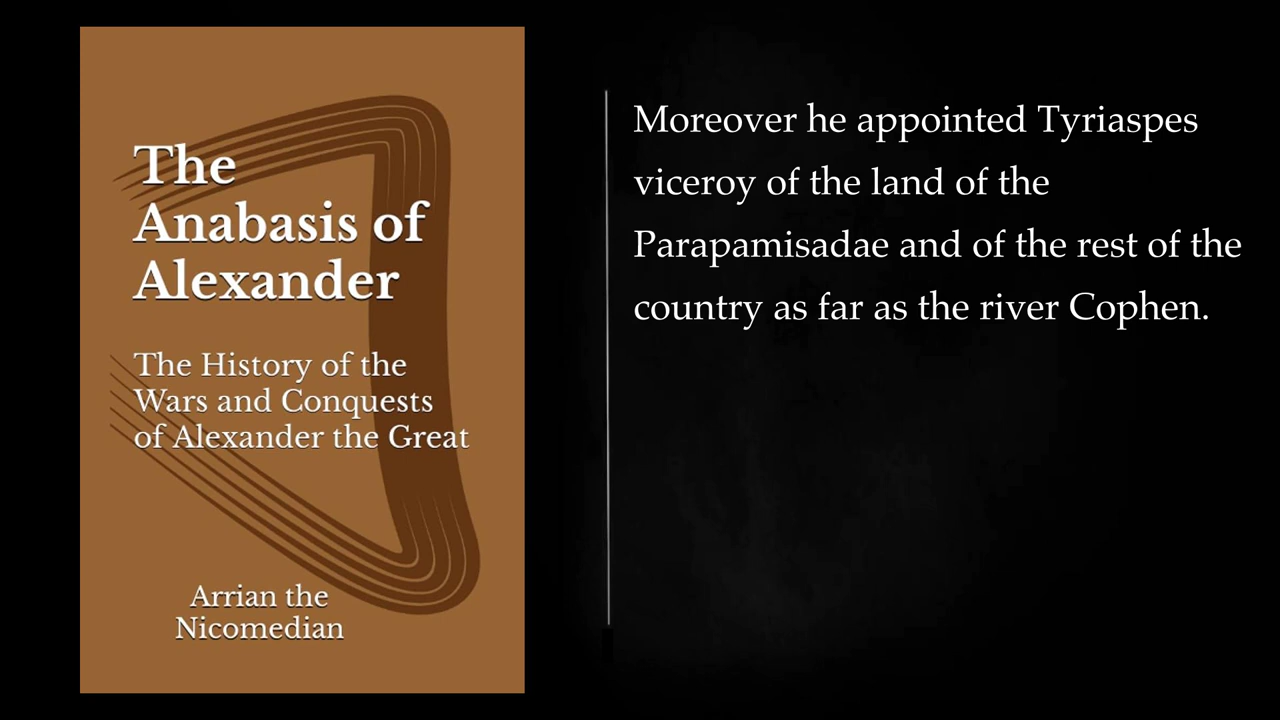 The
Anabasis of
Alexander
The History of the
Wars and Conquests
of Alexander the Great
Arrian the
Nicomedian
Moreover he appointed Tyriaspes
viceroy of the land of the
Parapamisadae and of the rest of the
country as far as the river Cophen.